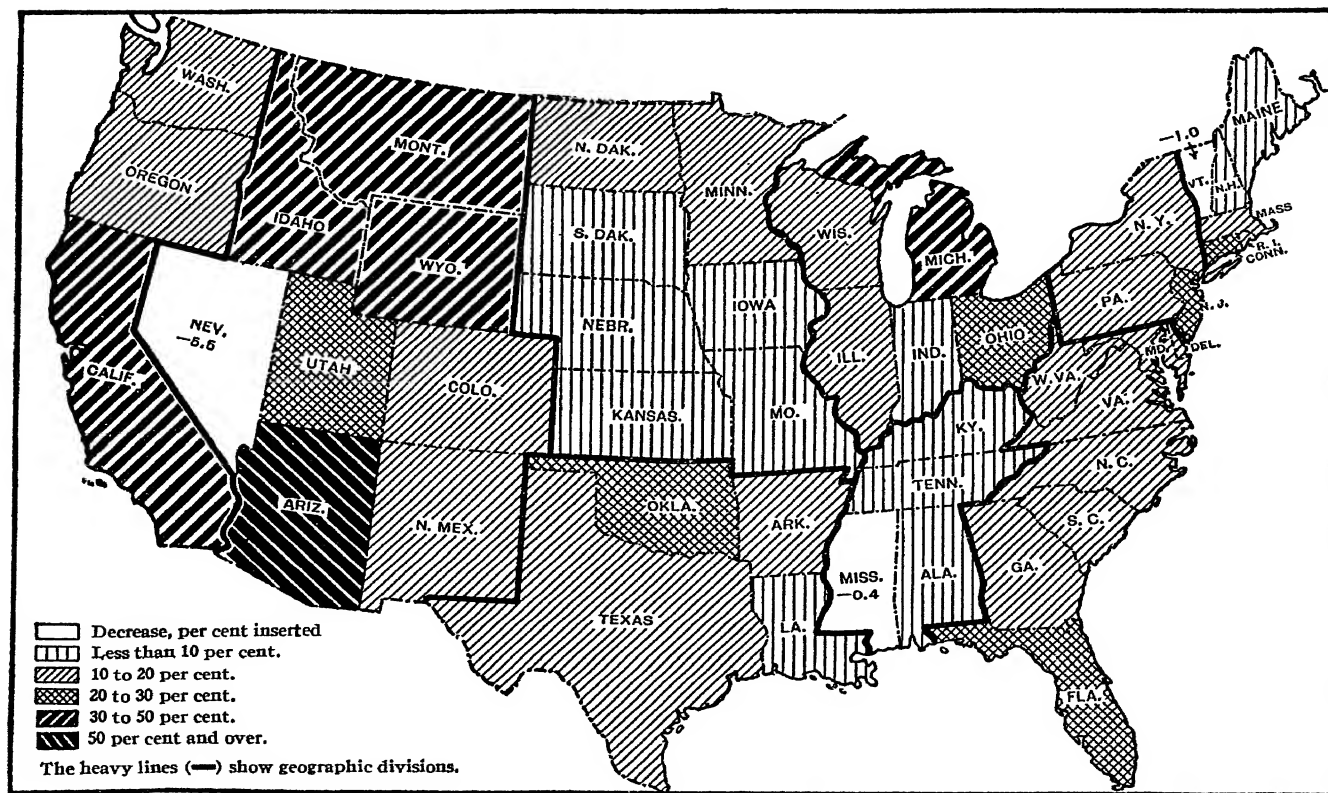 WASH.
OREGON
CALIF.
NEV.
—5.5
IDAHO
MONT.
WYO.
UTAH
COLO.
ARIZ.
N. MEX.
N. DAK.
S. DAK.
NEBR.
KANSAS.
OKLA.
TEXAS
MINN.
IOWA
MO.
ARK.
LA.
WIS.
ILL.
MICH.
IND.
OHIO
KY.
TENN.
MISS.
—0.4
ALA.
GA.
FLA.
S. C.
N. C.
VA.
W. VA.
MD.
DEL.
PA.
N. J.
N. Y.
CONN.
R. I.
MASS
VT.
—1.0
N.H.
MAINE
Decrease, per cent inserted
Less than 10 per cent.
10 to 20 per cent.
20 to 30 per cent.
30 to 50 per cent.
50 per cent and over.
The heavy lines (━) show geographic divisions.